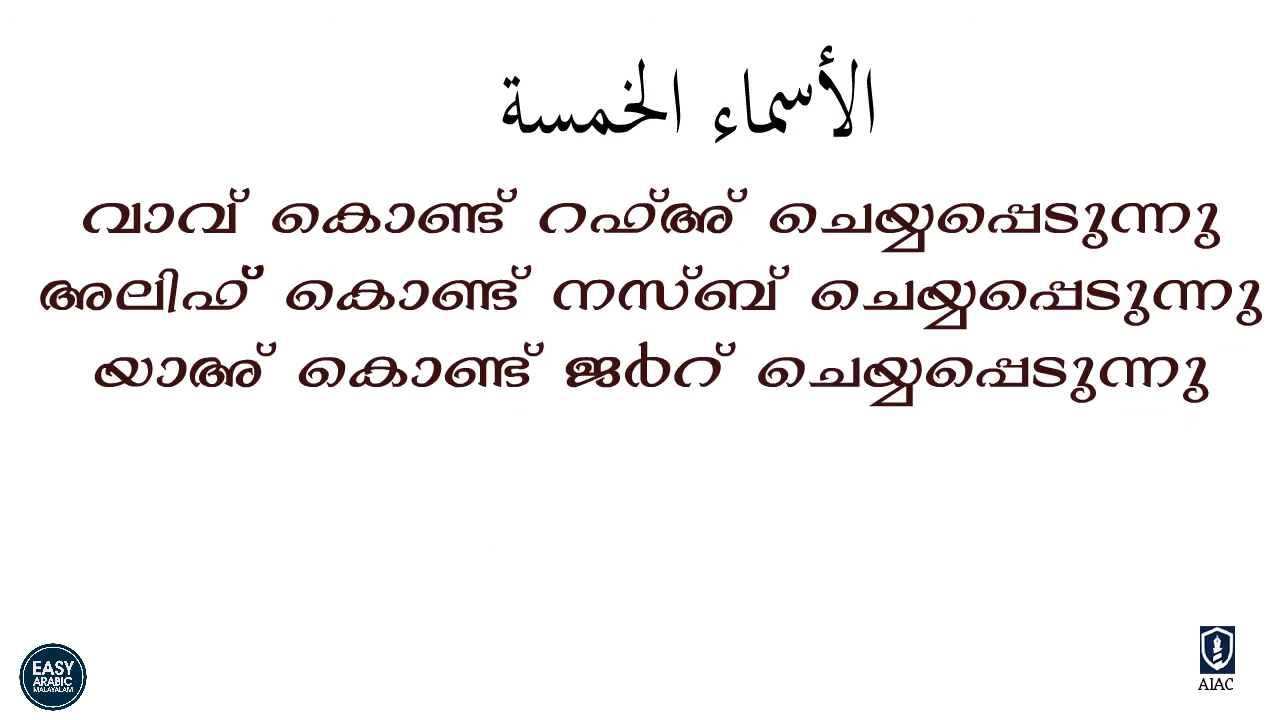 الأسماء الخمسة
വാവ് കൊണ്ട് റഫ്അ് ചെയ്യപ്പെടുന്നു
അലിഫ് കൊണ്ട് നസ്ബ് ചെയ്യപ്പെടുന്നു
യാഅ് കൊണ്ട് ജർറ് ചെയ്യപ്പെടുന്നു
EASY
ARABIC
MALAYALAM
AIAC